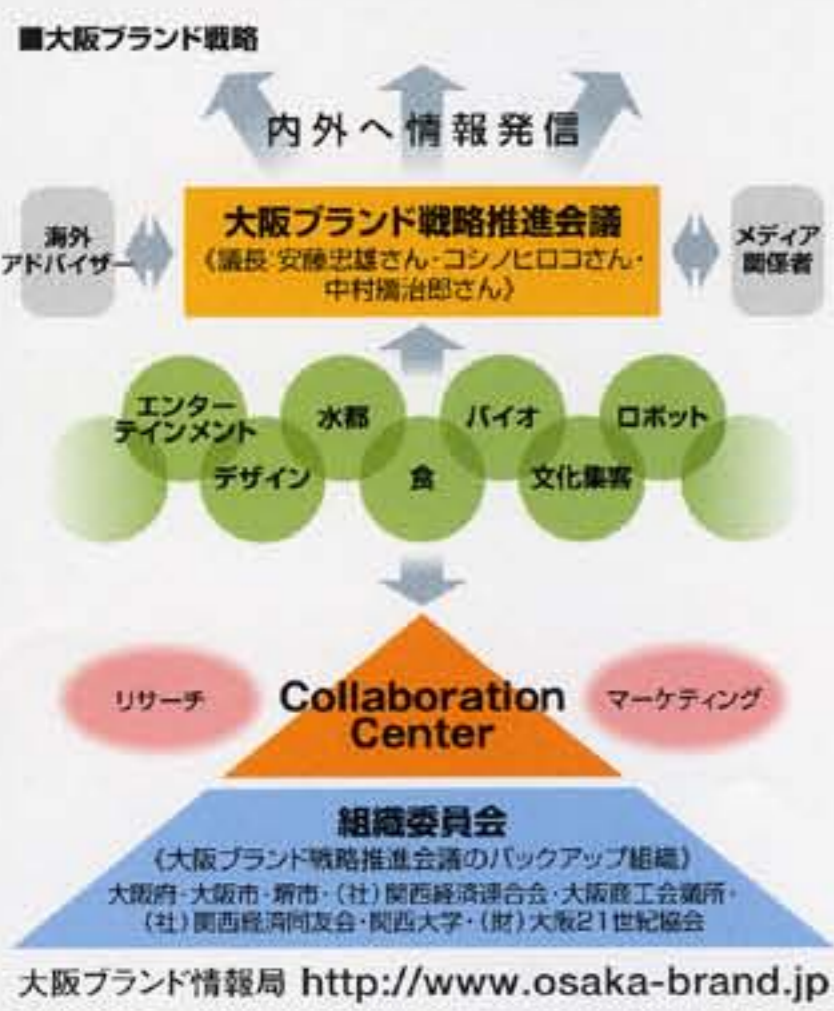 ■大阪ブランド戦略
内外へ情報発信
海外
アドバイザー
大阪ブランド戦略推進会議
《議長:安藤忠雄さん・コシノヒロコさん・
中村攝治郎さん》
メディア
関係者
エンター
テインメント
水都
バイオ
ロボット
デザイン
食
文化集客
リサーチ
Collaboration
Center
マーケティング
組織委員会
《大阪ブランド戦略推進会議のバックアップ組織》
大阪府・大阪市・堺市・(社)関西経済連合会・大阪商工会議所・
(社)関西経済同友会・関西大学・(財)大阪21世紀協会
大阪ブランド情報局 http://www.osaka-brand.jp